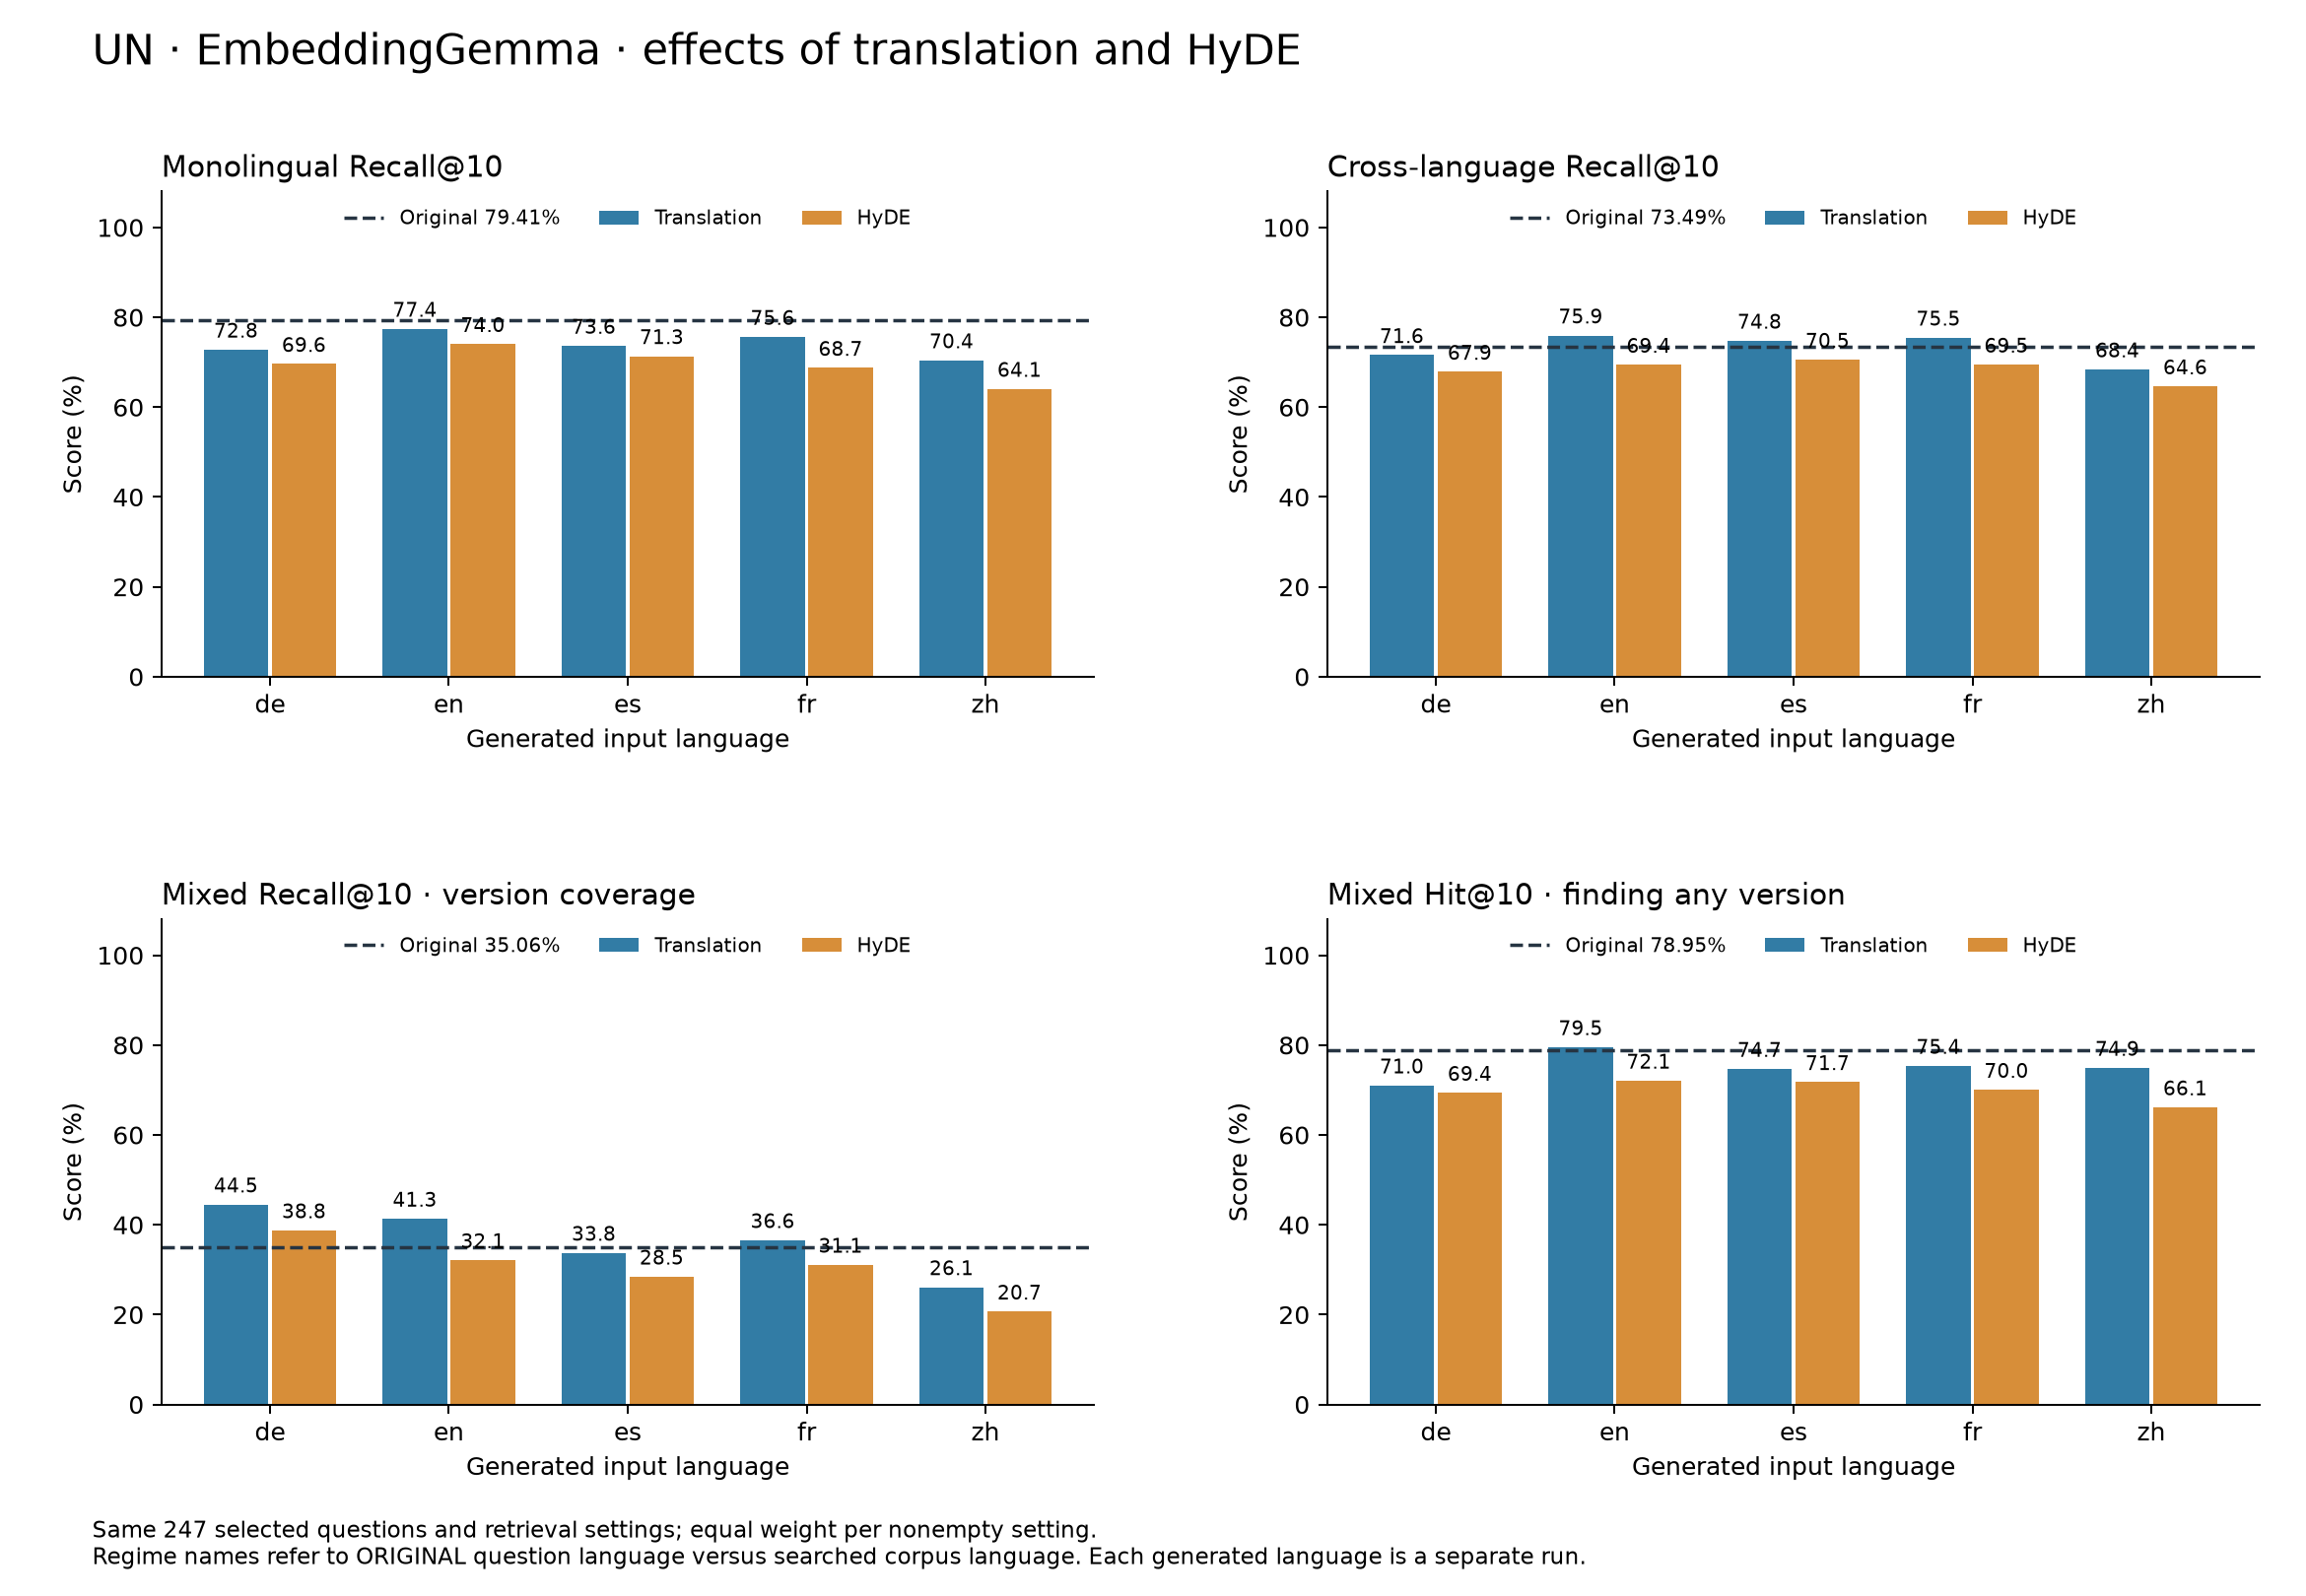 UN · EmbeddingGemma · effects of translation and HyDE
Monolingual Recall@10
Original 79.41% Translation HyDE
Score (%)
100
80
60
40
20
0
72.8 69.6 77.4 74.0 73.6 71.3 75.6 68.7 70.4 64.1
de en es fr zh
Generated input language
Cross-language Recall@10
Original 73.49% Translation HyDE
Score (%)
100
80
60
40
20
0
71.6 67.9 75.9 69.4 74.8 70.5 75.5 69.5 68.4 64.6
de en es fr zh
Generated input language
Mixed Recall@10 · version coverage
Original 35.06% Translation HyDE
Score (%)
100
80
60
40
20
0
44.5 38.8 41.3 32.1 33.8 28.5 36.6 31.1 26.1 20.7
de en es fr zh
Generated input language
Mixed Hit@10 · finding any version
Original 78.95% Translation HyDE
Score (%)
100
80
60
40
20
0
71.0 69.4 79.5 72.1 74.7 71.7 75.4 70.0 74.9 66.1
de en es fr zh
Generated input language
Same 247 selected questions and retrieval settings; equal weight per nonempty setting.
Regime names refer to ORIGINAL question language versus searched corpus language. Each generated language is a separate run.